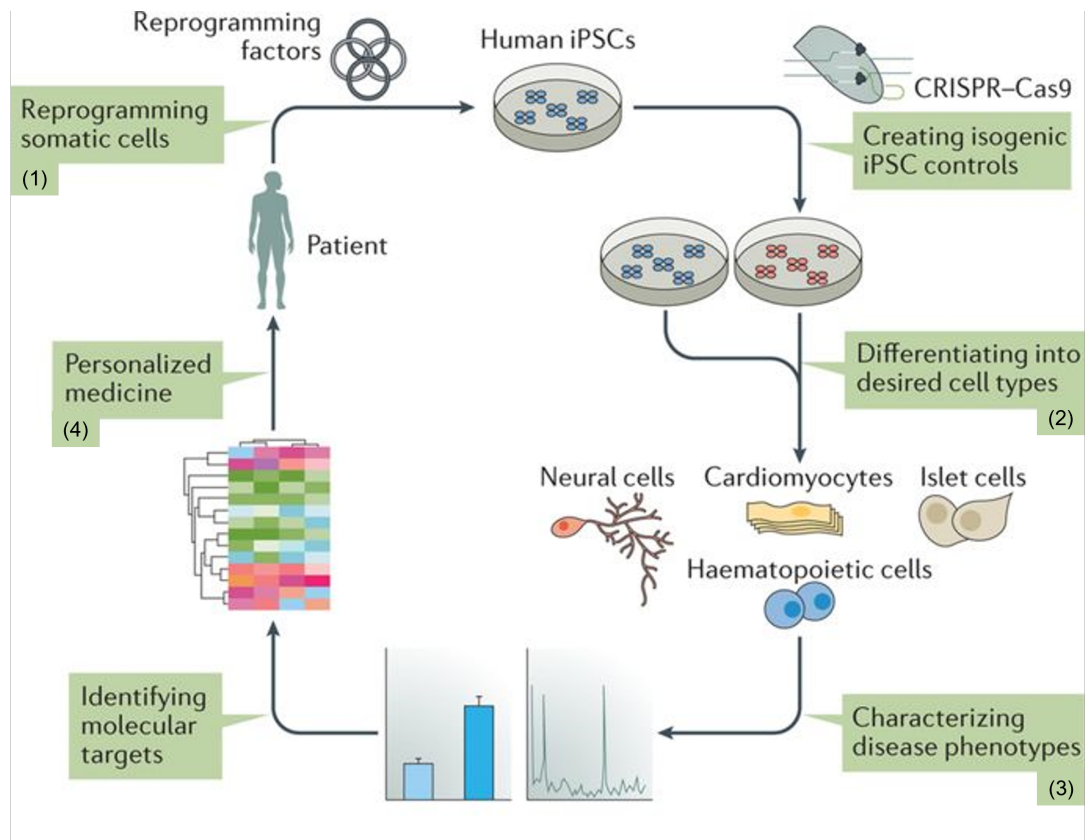 Reprogramming
factors
Human iPSCs
CRISPR–Cas9
Reprogramming
somatic cells
(1)
Creating isogenic
iPSC controls
Patient
Personalized
medicine
(4)
Differentiating into
desired cell types
(2)
Neural cells
Cardiomyocytes
Islet cells
Haematopoietic cells
Identifying
molecular
targets
Characterizing
disease phenotypes
(3)